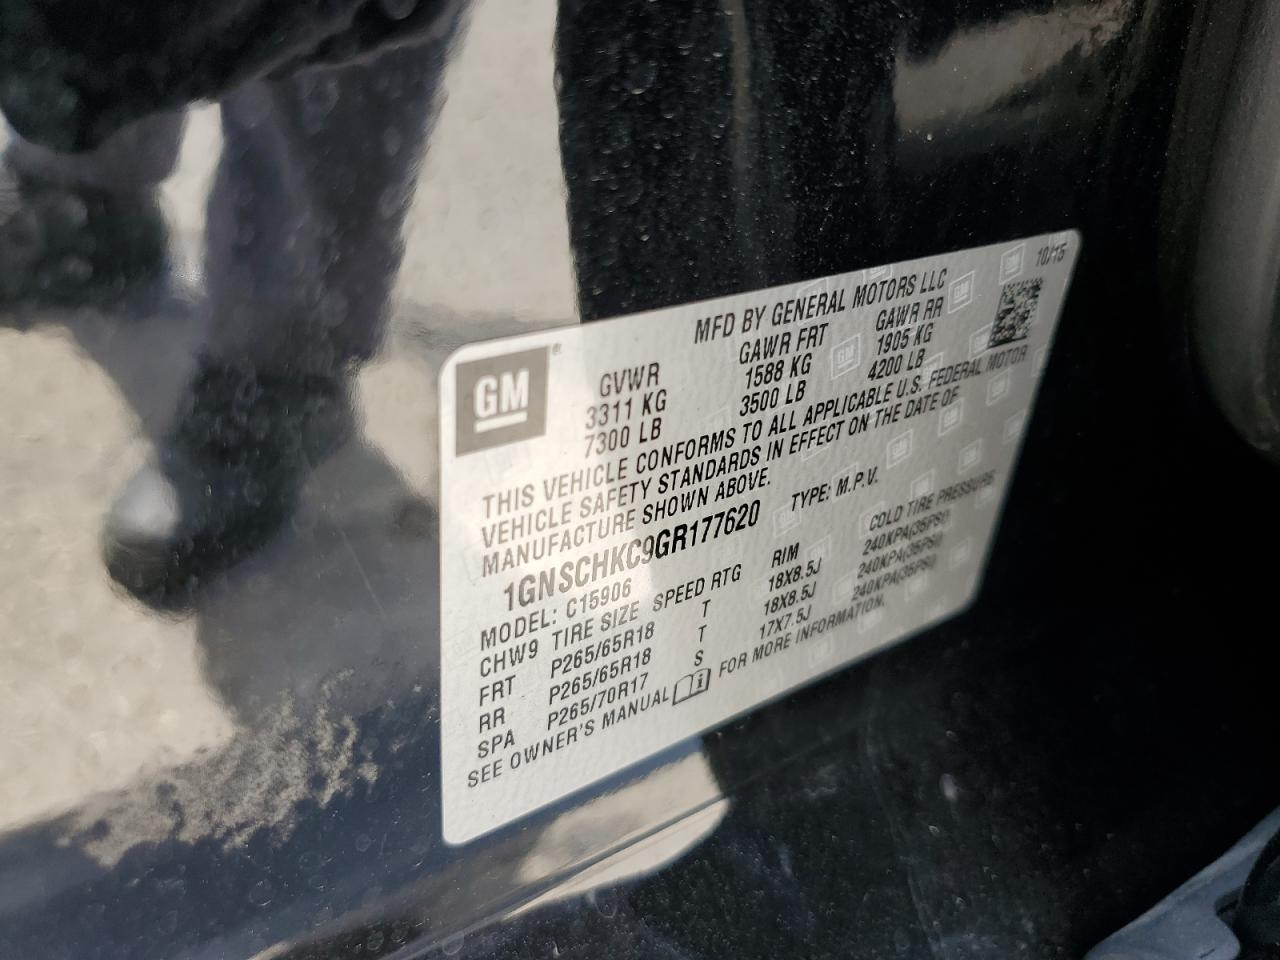 10/15
MFD BY GENERAL MOTORS LLC
GM®
GVWR GAWR FRT GAWR RR
3311 KG 1588 KG 1905 KG
7300 LB 3500 LB 4200 LB
THIS VEHICLE CONFORMS TO ALL APPLICABLE U.S. FEDERAL MOTOR
VEHICLE SAFETY STANDARDS IN EFFECT ON THE DATE OF
MANUFACTURE SHOWN ABOVE.
1GNSCHKC9GR177620 TYPE: M.P.V.
MODEL: C15906
CHW9 TIRE SIZE SPEED RTG RIM COLD TIRE PRESSURE
FRT P265/65R18 T 18X8.5J 240KPA(35PSI)
RR P265/65R18 T 18X8.5J 240KPA(35PSI)
SPA P265/70R17 S 17X7.5J 240KPA(35PSI)
SEE OWNER'S MANUAL FOR MORE INFORMATION.